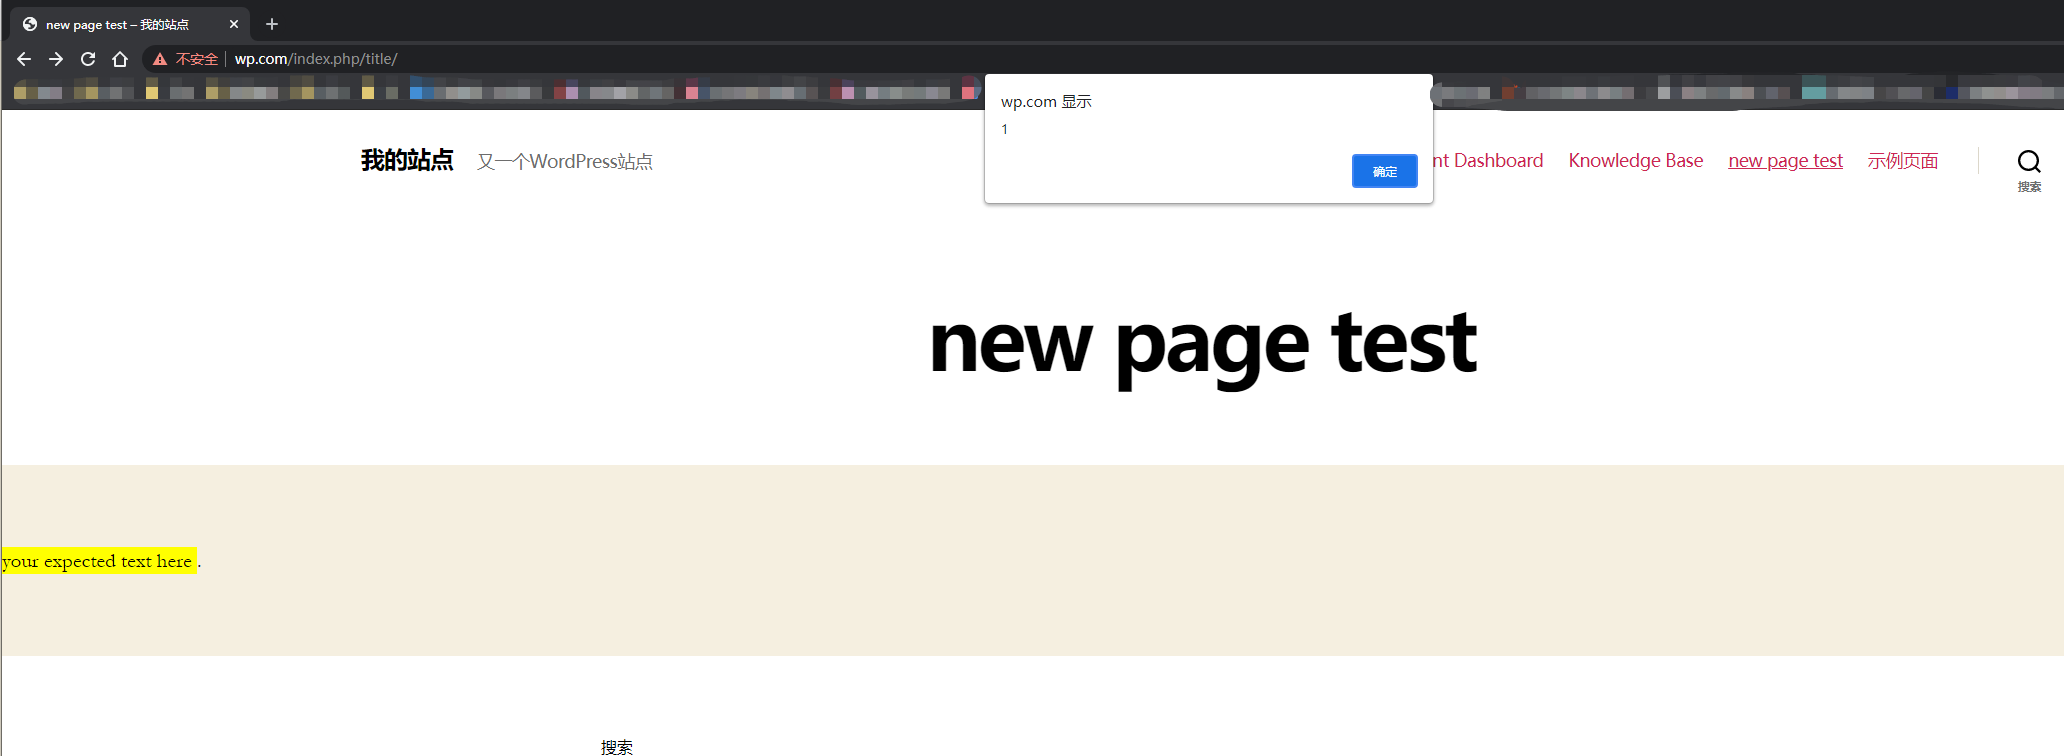 new page test – 我的站点
不安全 wp.com/index.php/title/
wp.com 显示
1
确定
我的站点 又一个WordPress站点 Dashboard Knowledge Base new page test 示例页面
搜索
new page test
your expected text here .
搜索